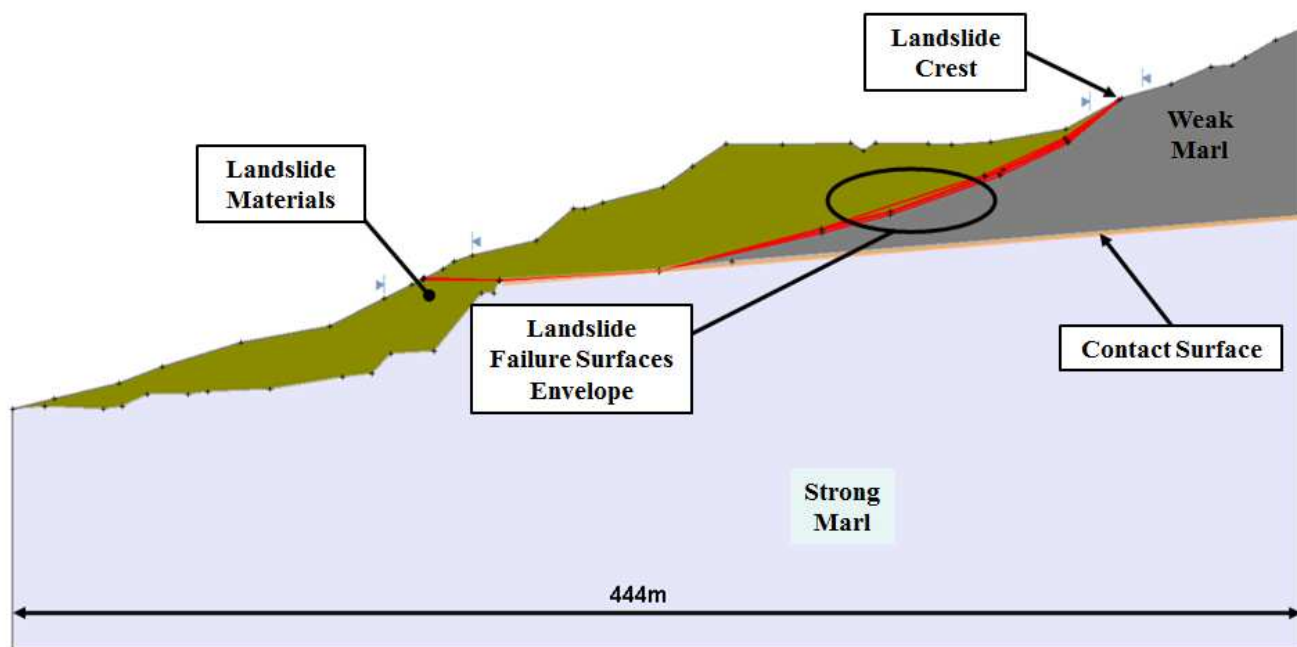 Landslide
Crest
Weak
Marl
Landslide
Materials
Landslide
Failure Surfaces
Envelope
Contact Surface
Strong
Marl
444m